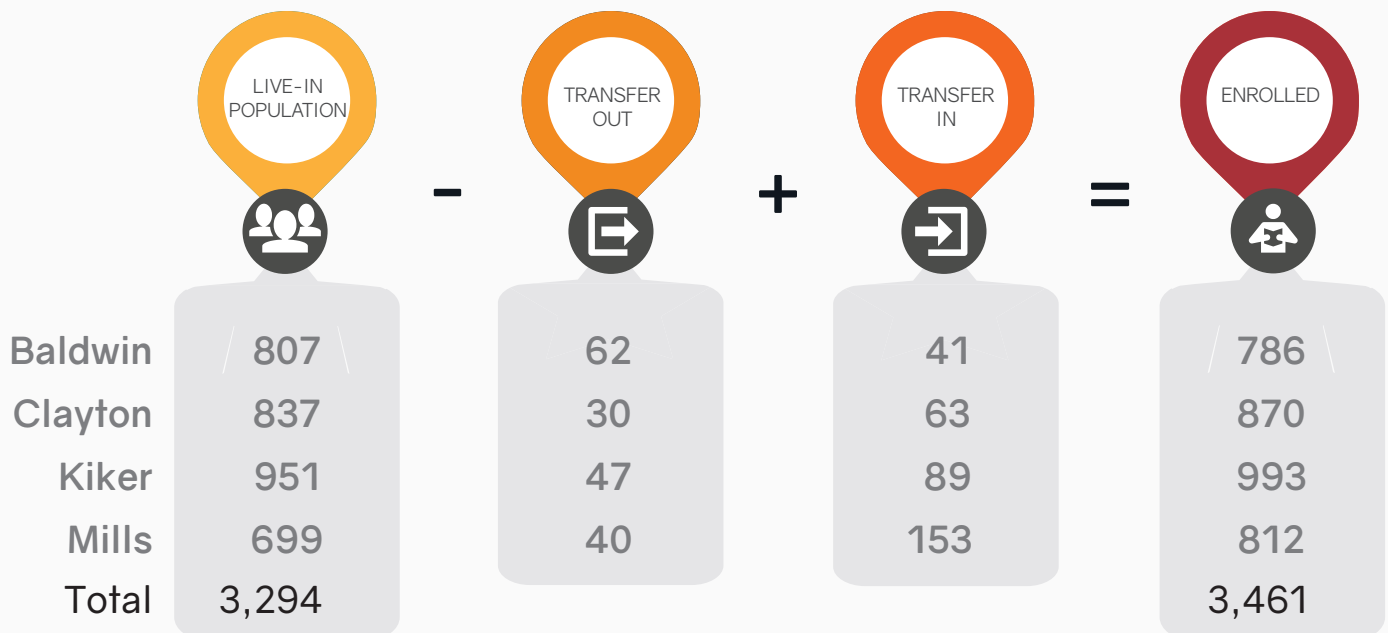 LIVE-IN
POPULATION
TRANSFER
OUT
TRANSFER
IN
ENROLLED
- + =
Baldwin 807 62 41 786
Clayton 837 30 63 870
Kiker 951 47 89 993
Mills 699 40 153 812
Total 3,294 3,461